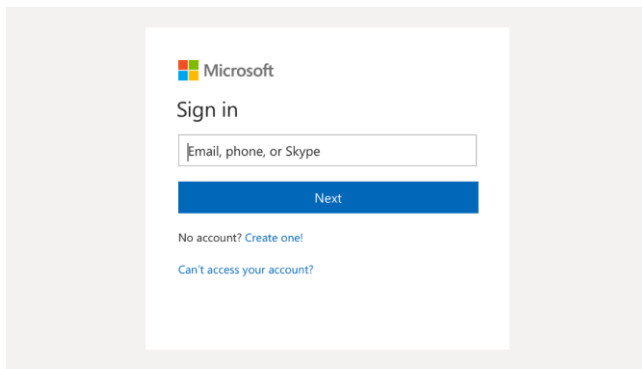 Microsoft
Sign in
Email, phone, or Skype
Next
No account? Create one!
Can't access your account?